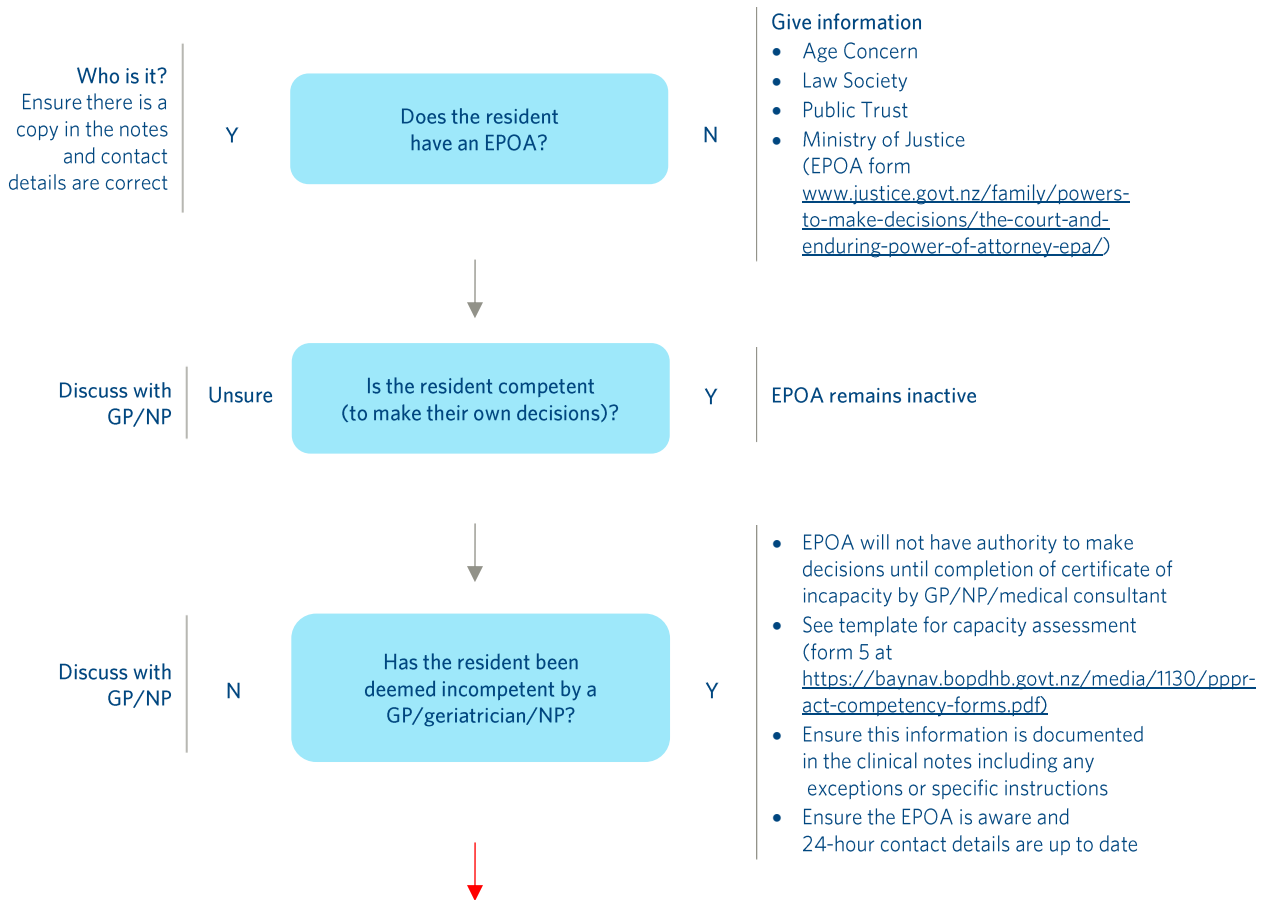 Who is it?
Ensure there is a
copy in the notes
and contact
details are correct
Y
Does the resident
have an EPOA?
N
Give information
• Age Concern
• Law Society
• Public Trust
• Ministry of Justice
(EPOA form
www.justice.govt.nz/family/powers-
to-make-decisions/the-court-and-
enduring-power-of-attorney-epa/)
Discuss with
GP/NP
Unsure
Is the resident competent
(to make their own decisions)?
Y
EPOA remains inactive
Discuss with
GP/NP
N
Has the resident been
deemed incompetent by a
GP/geriatrician/NP?
Y
• EPOA will not have authority to make
decisions until completion of certificate of
incapacity by GP/NP/medical consultant
• See template for capacity assessment
(form 5 at
https://baynav.bopdhb.govt.nz/media/1130/pppr-
act-competency-forms.pdf)
• Ensure this information is documented
in the clinical notes including any
exceptions or specific instructions
• Ensure the EPOA is aware and
24-hour contact details are up to date